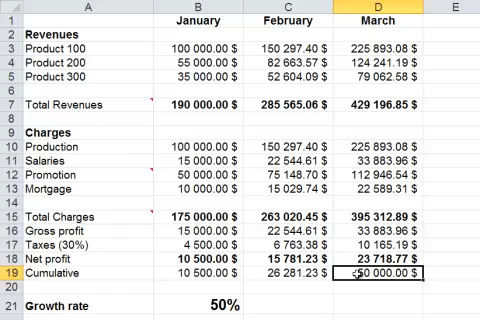 A B C D E
1 January February March
2 Revenues
3 Product 100 100 000.00 $ 150 297.40 $ 225 893.08 $
4 Product 200 55 000.00 $ 82 663.57 $ 124 241.19 $
5 Product 300 35 000.00 $ 52 604.09 $ 79 062.58 $
6
7 Total Revenues 190 000.00 $ 285 565.06 $ 429 196.85 $
8
9 Charges
10 Production 100 000.00 $ 150 297.40 $ 225 893.08 $
11 Salaries 15 000.00 $ 22 544.61 $ 33 883.96 $
12 Promotion 50 000.00 $ 75 148.70 $ 112 946.54 $
13 Mortgage 10 000.00 $ 15 029.74 $ 22 589.31 $
14
15 Total Charges 175 000.00 $ 263 020.45 $ 395 312.89 $
16 Gross profit 15 000.00 $ 22 544.61 $ 33 883.96 $
17 Taxes (30%) 4 500.00 $ 6 763.38 $ 10 165.19 $
18 Net profit 10 500.00 $ 15 781.23 $ 23 718.77 $
19 Cumulative 10 500.00 $ 26 281.23 $ 50 000.00 $
20
21 Growth rate 50%